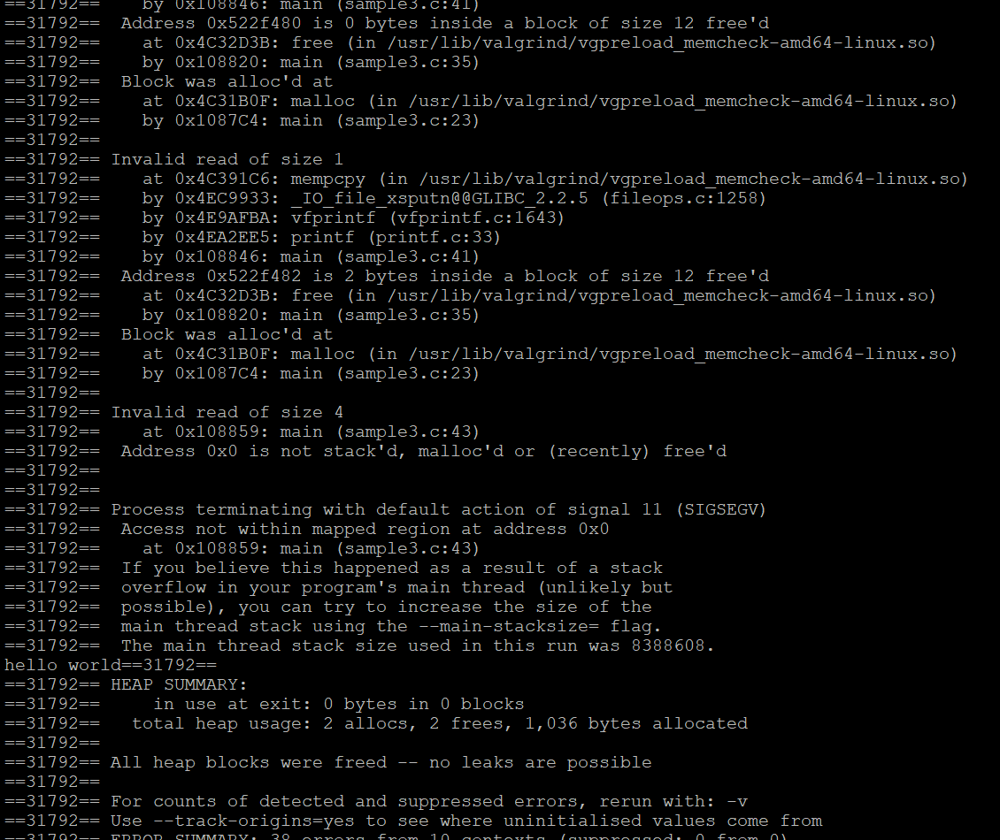 ==31792==    by 0x108846: main (sample3.c:41)
==31792==  Address 0x522f480 is 0 bytes inside a block of size 12 free'd
==31792==    at 0x4C32D3B: free (in /usr/lib/valgrind/vgpreload_memcheck-amd64-linux.so)
==31792==    by 0x108820: main (sample3.c:35)
==31792==  Block was alloc'd at
==31792==    at 0x4C31B0F: malloc (in /usr/lib/valgrind/vgpreload_memcheck-amd64-linux.so)
==31792==    by 0x1087C4: main (sample3.c:23)
==31792==
==31792== Invalid read of size 1
==31792==    at 0x4C391C6: mempcpy (in /usr/lib/valgrind/vgpreload_memcheck-amd64-linux.so)
==31792==    by 0x4EC9933: _IO_file_xsputn@@GLIBC_2.2.5 (fileops.c:1258)
==31792==    by 0x4E9AFBA: vfprintf (vfprintf.c:1643)
==31792==    by 0x4EA2EE5: printf (printf.c:33)
==31792==    by 0x108846: main (sample3.c:41)
==31792==  Address 0x522f482 is 2 bytes inside a block of size 12 free'd
==31792==    at 0x4C32D3B: free (in /usr/lib/valgrind/vgpreload_memcheck-amd64-linux.so)
==31792==    by 0x108820: main (sample3.c:35)
==31792==  Block was alloc'd at
==31792==    at 0x4C31B0F: malloc (in /usr/lib/valgrind/vgpreload_memcheck-amd64-linux.so)
==31792==    by 0x1087C4: main (sample3.c:23)
==31792==
==31792== Invalid read of size 4
==31792==    at 0x108859: main (sample3.c:43)
==31792==  Address 0x0 is not stack'd, malloc'd or (recently) free'd
==31792==
==31792==
==31792== Process terminating with default action of signal 11 (SIGSEGV)
==31792==  Access not within mapped region at address 0x0
==31792==    at 0x108859: main (sample3.c:43)
==31792==  If you believe this happened as a result of a stack
==31792==  overflow in your program's main thread (unlikely but
==31792==  possible), you can try to increase the size of the
==31792==  main thread stack using the --main-stacksize= flag.
==31792==  The main thread stack size used in this run was 8388608.
hello world==31792==
==31792== HEAP SUMMARY:
==31792==     in use at exit: 0 bytes in 0 blocks
==31792==   total heap usage: 2 allocs, 2 frees, 1,036 bytes allocated
==31792==
==31792== All heap blocks were freed -- no leaks are possible
==31792==
==31792== For counts of detected and suppressed errors, rerun with: -v
==31792== Use --track-origins=yes to see where uninitialised values come from
==31792== ERROR SUMMARY: 38 errors from 10 contexts (suppressed: 0 from 0)